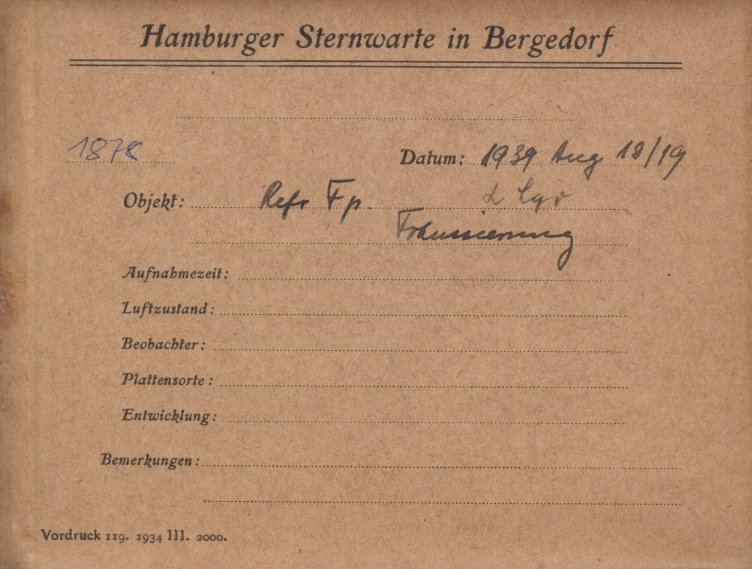 Hamburger Sternwarte in Bergedorf
1878
Datum: 1939 Aug 18/19
Objekt: Refr Fp. α Lyr
Fokussierung
Aufnahmezeit:
Luftzustand:
Beobachter:
Plattensorte:
Entwicklung:
Bemerkungen:
Vordruck 119. 1934 III. 2000.